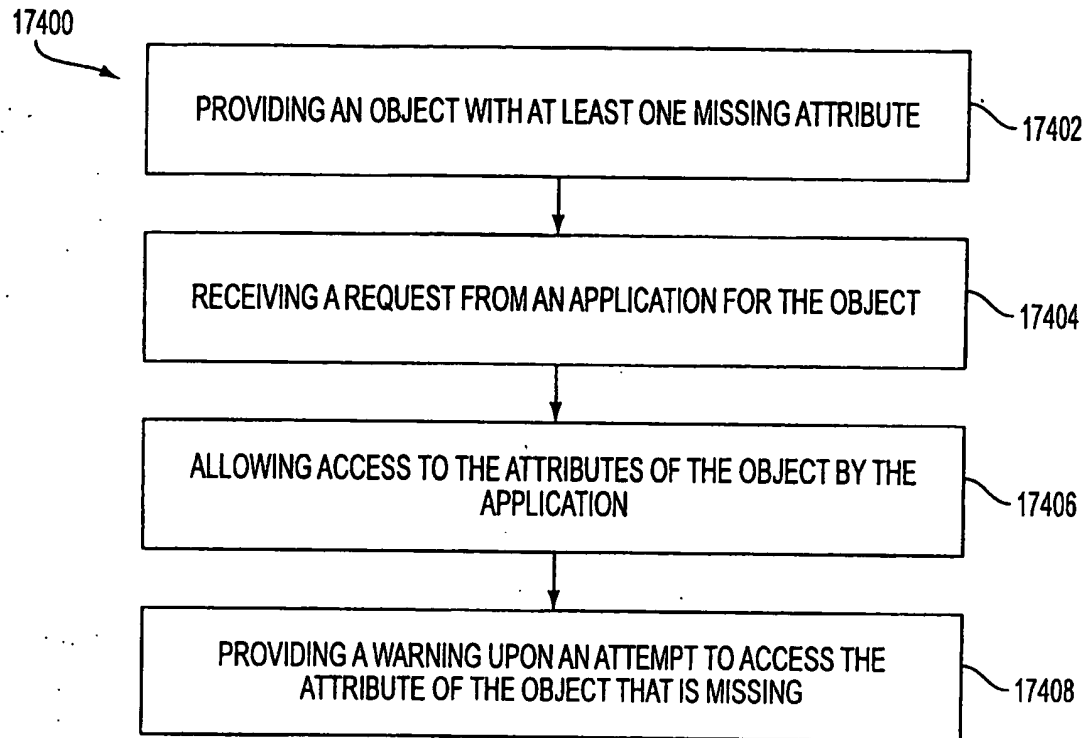 17400
PROVIDING AN OBJECT WITH AT LEAST ONE MISSING ATTRIBUTE
17402
RECEIVING A REQUEST FROM AN APPLICATION FOR THE OBJECT
17404
ALLOWING ACCESS TO THE ATTRIBUTES OF THE OBJECT BY THE
APPLICATION
17406
PROVIDING A WARNING UPON AN ATTEMPT TO ACCESS THE
ATTRIBUTE OF THE OBJECT THAT IS MISSING
17408